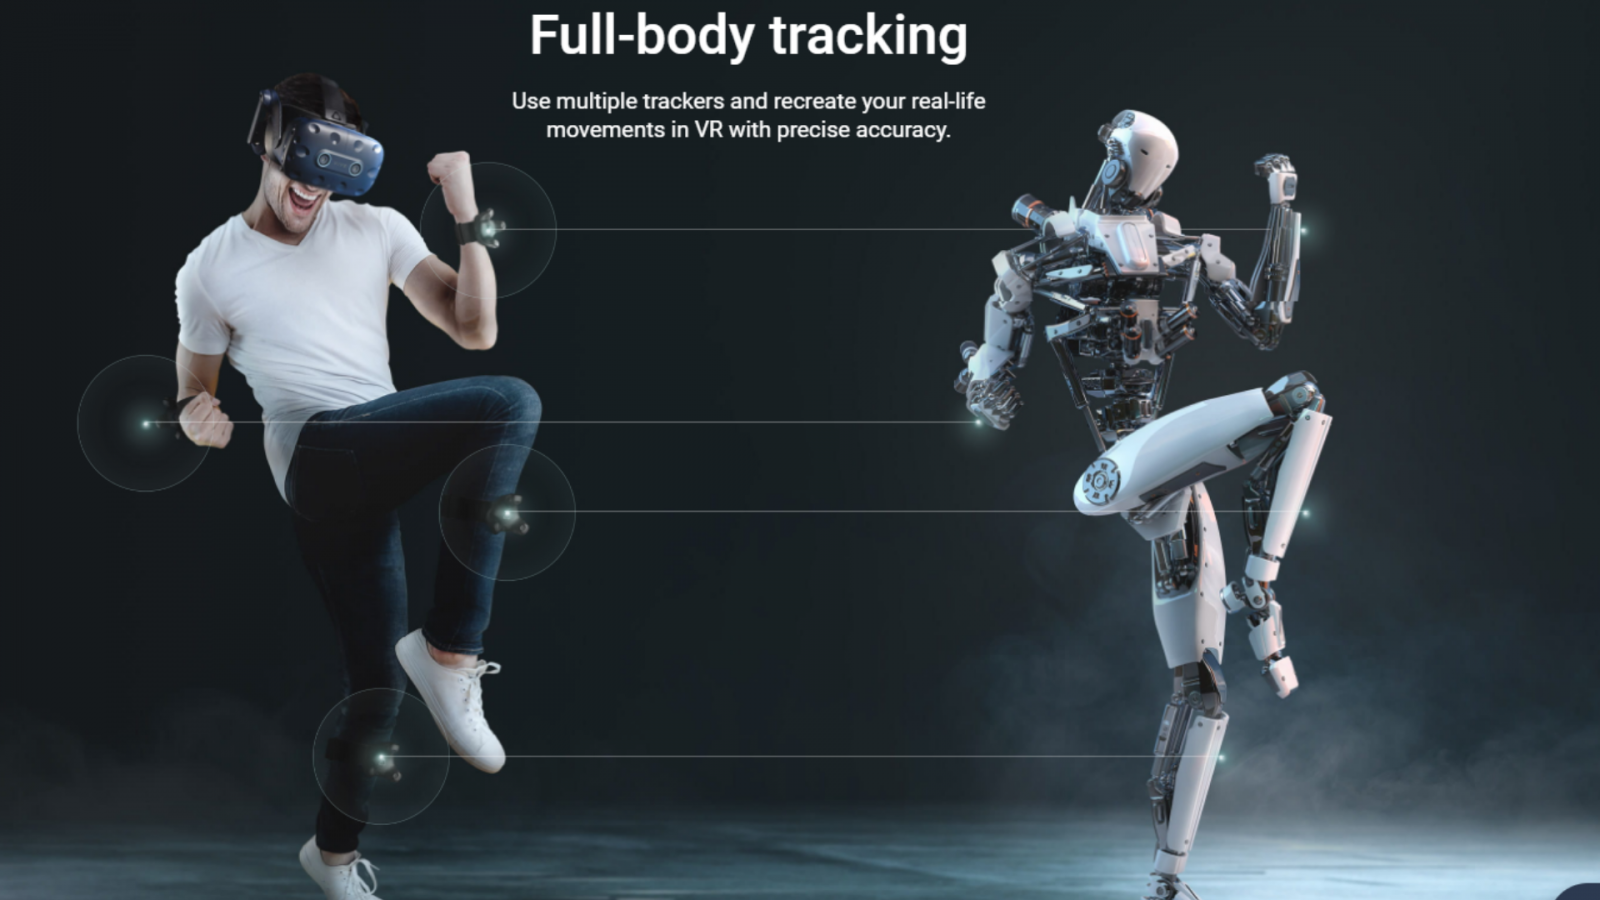 Full-body tracking
Use multiple trackers and recreate your real-life
movements in VR with precise accuracy.